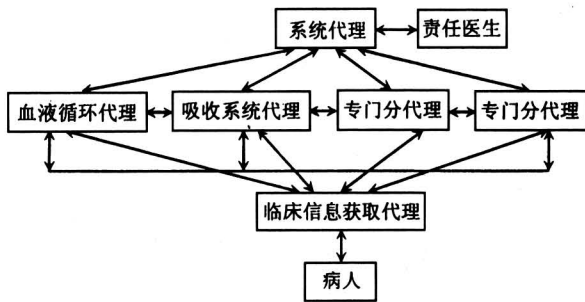 系统代理
责任医生
血液循环代理
吸收系统代理
专门分代理
专门分代理
临床信息获取代理
病人